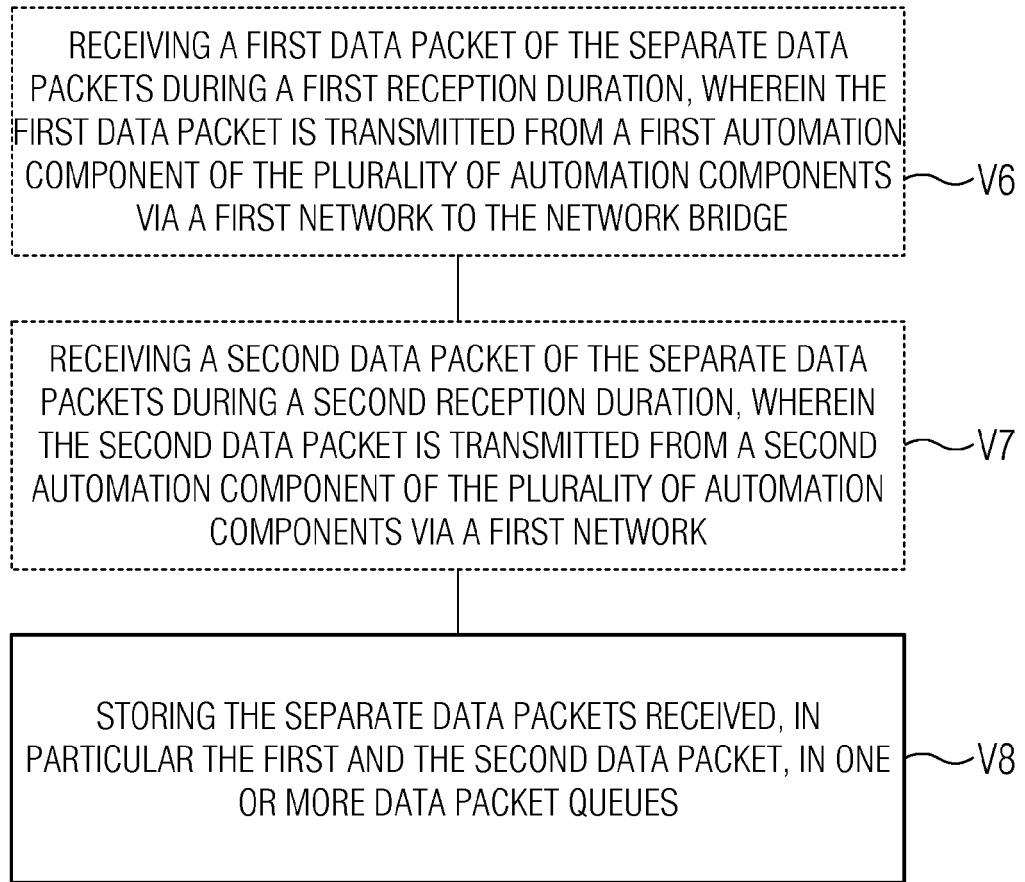 RECEIVING A FIRST DATA PACKET OF THE SEPARATE DATA
PACKETS DURING A FIRST RECEPTION DURATION, WHEREIN THE
FIRST DATA PACKET IS TRANSMITTED FROM A FIRST AUTOMATION
COMPONENT OF THE PLURALITY OF AUTOMATION COMPONENTS
VIA A FIRST NETWORK TO THE NETWORK BRIDGE
V6
RECEIVING A SECOND DATA PACKET OF THE SEPARATE DATA
PACKETS DURING A SECOND RECEPTION DURATION, WHEREIN
THE SECOND DATA PACKET IS TRANSMITTED FROM A SECOND
AUTOMATION COMPONENT OF THE PLURALITY OF AUTOMATION
COMPONENTS VIA A FIRST NETWORK
V7
STORING THE SEPARATE DATA PACKETS RECEIVED, IN
PARTICULAR THE FIRST AND THE SECOND DATA PACKET, IN ONE
OR MORE DATA PACKET QUEUES
V8